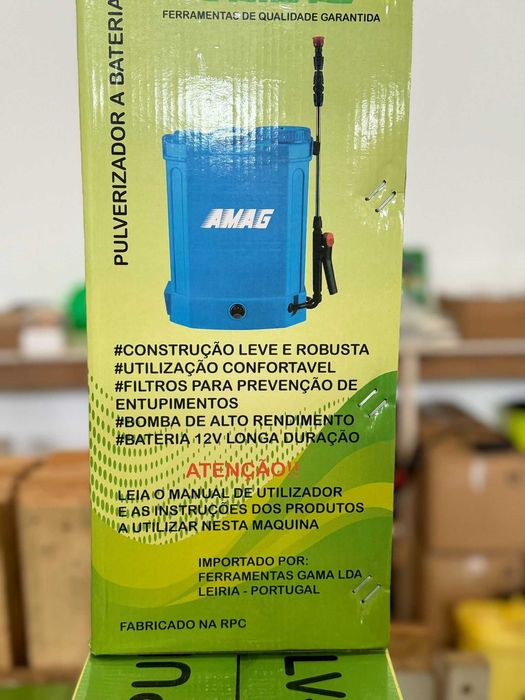 FERRAMENTAS DE QUALIDADE GARANTIDA
PULVERIZADOR A BATERIA
AMAG
#CONSTRUÇÃO LEVE E ROBUSTA
#UTILIZAÇÃO CONFORTAVEL
#FILTROS PARA PREVENÇÃO DE
ENTUPIMENTOS
#BOMBA DE ALTO RENDIMENTO
#BATERIA 12V LONGA DURAÇÃO
ATENÇÃO!!
LEIA O MANUAL DE UTILIZADOR
E AS INSTRUÇÕES DOS PRODUTOS
A UTILIZAR NESTA MAQUINA
IMPORTADO POR:
FERRAMENTAS GAMA LDA
LEIRIA - PORTUGAL
FABRICADO NA RPC